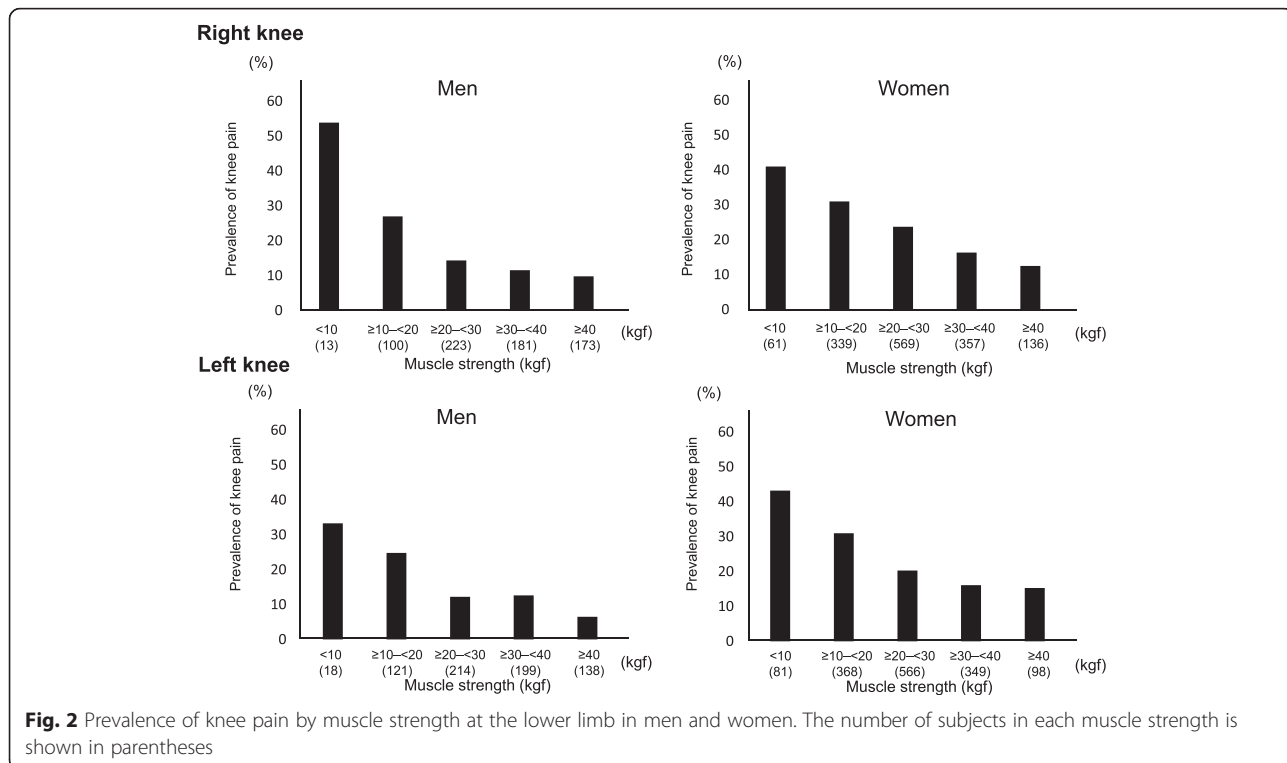 Right knee
(%)
Men
Prevalence of knee pain
60
50
40
30
20
10
0
<10 ≥10–<20 ≥20–<30 ≥30–<40 ≥40 (kgf)
(13) (100) (223) (181) (173)
Muscle strength (kgf)
(%)
Women
Prevalence of knee pain
60
50
40
30
20
10
0
<10 ≥10–<20 ≥20–<30 ≥30–<40 ≥40 (kgf)
(61) (339) (569) (357) (136)
Muscle strength (kgf)
Left knee
(%)
Men
Prevalence of knee pain
60
50
40
30
20
10
0
<10 ≥10–<20 ≥20–<30 ≥30–<40 ≥40 (kgf)
(18) (121) (214) (199) (138)
Muscle strength (kgf)
(%)
Women
Prevalence of knee pain
60
50
40
30
20
10
0
<10 ≥10–<20 ≥20–<30 ≥30–<40 ≥40 (kgf)
(81) (368) (566) (349) (98)
Muscle strength (kgf)
Fig. 2 Prevalence of knee pain by muscle strength at the lower limb in men and women. The number of subjects in each muscle strength is
shown in parentheses